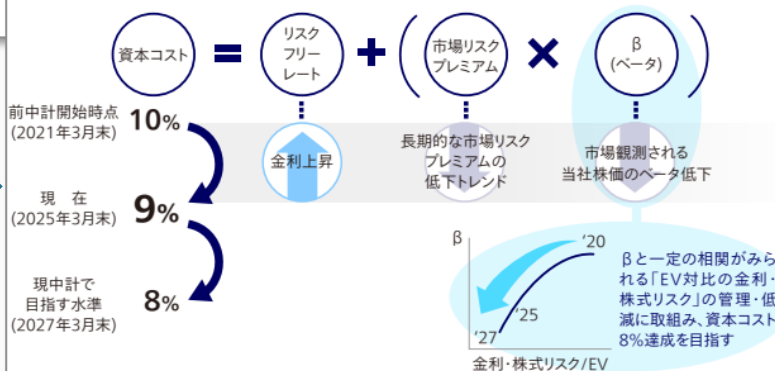 資本コスト
=
リスク
フリー
レート
+
(
市場リスク
プレミアム
×
β
(ベータ)
)
前中計開始時点
(2021年3月末)
10%
現 在
(2025年3月末)
9%
現中計で
目指す水準
(2027年3月末)
8%
金利上昇
長期的な市場リスク
プレミアムの
低下トレンド
市場観測される
当社株価のベータ低下
β
'20
'25
'27
金利・株式リスク/EV
βと一定の相関がみら
れる「EV対比の金利・
株式リスク」の管理・低
減に取組み、資本コスト
8%達成を目指す